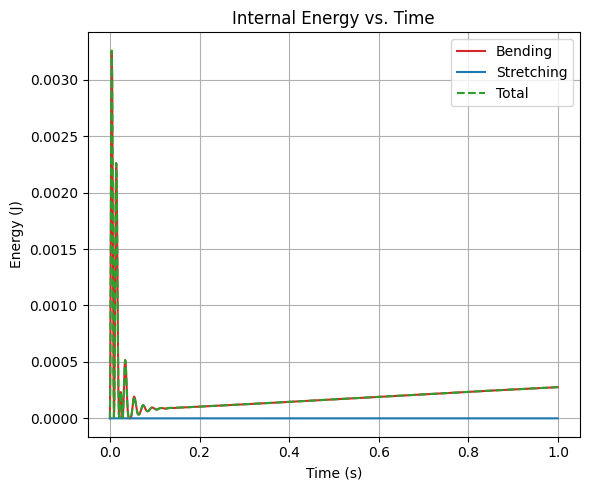 Internal Energy vs. Time
Bending
Stretching
Total
Energy (J)
0.0030
0.0025
0.0020
0.0015
0.0010
0.0005
0.0000
0.0
0.2
0.4
0.6
0.8
1.0
Time (s)